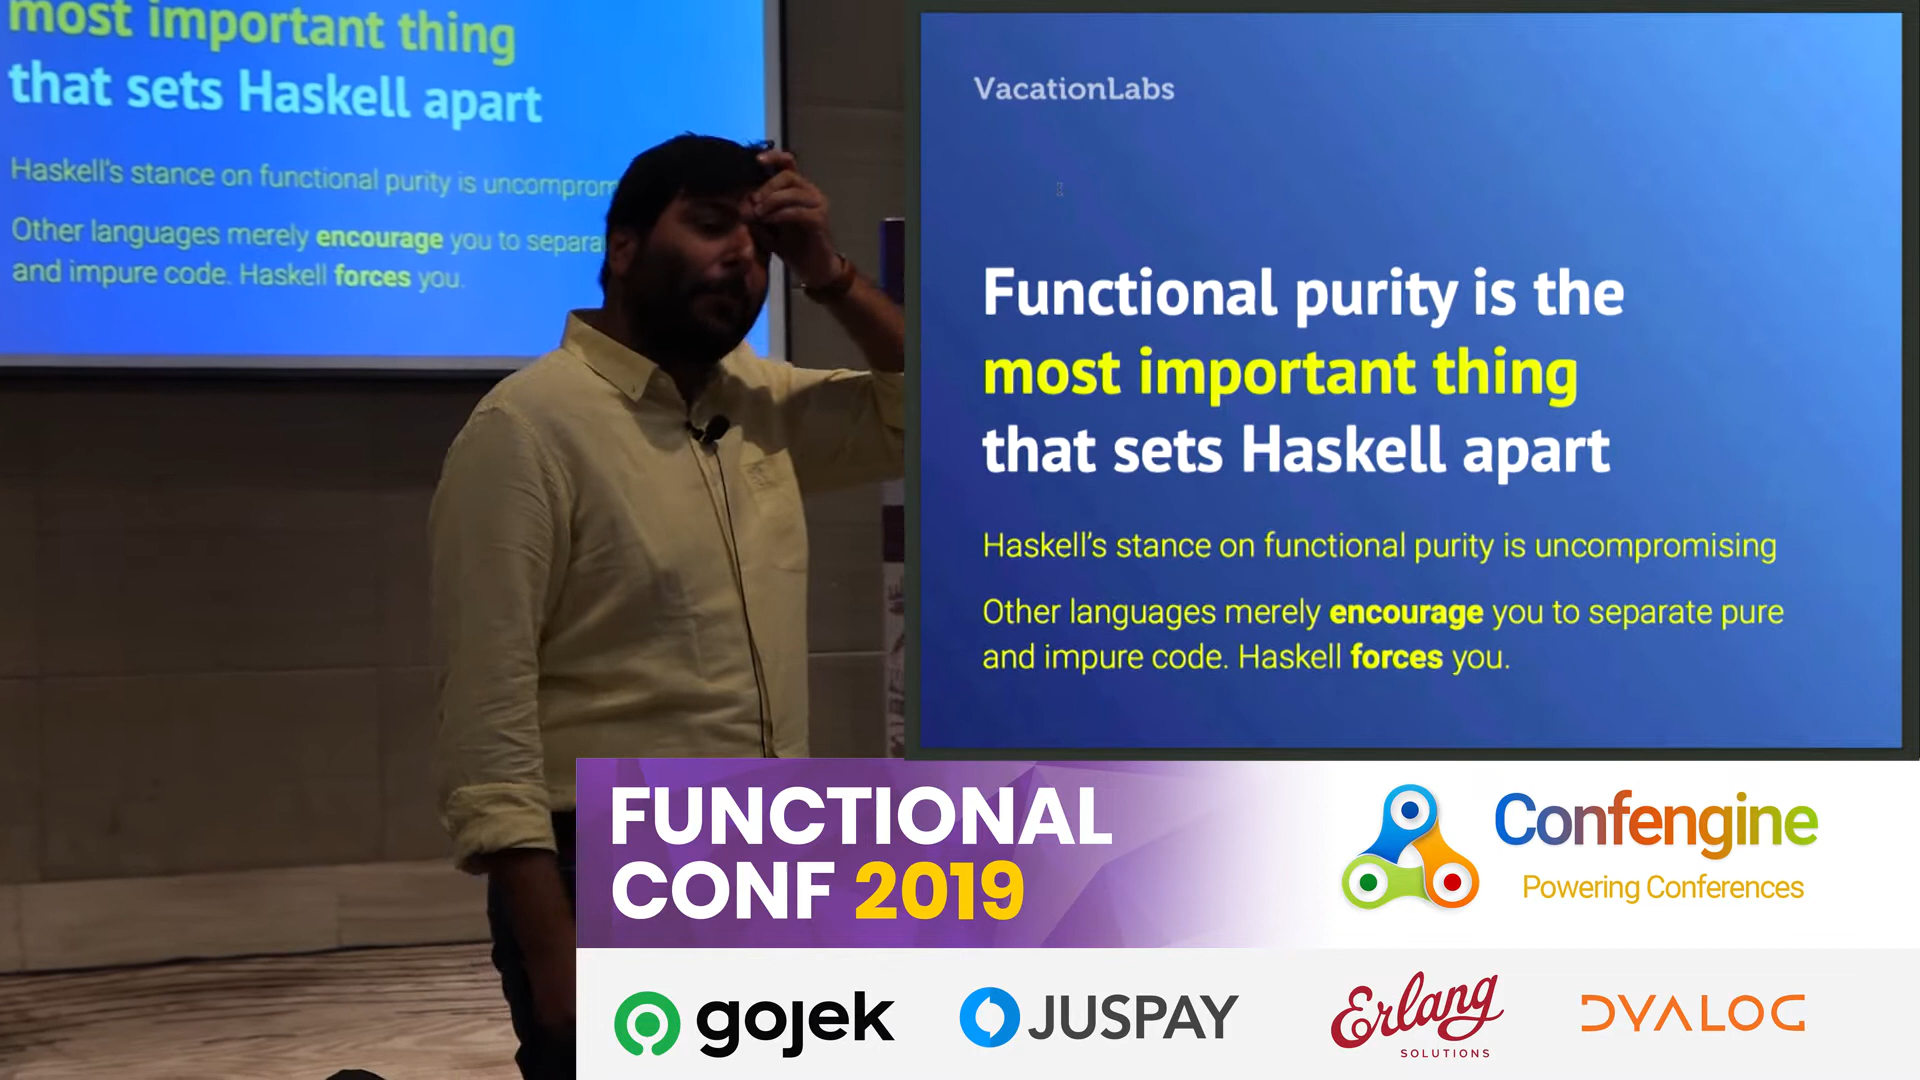 most important thing
that sets Haskell apart
Haskell's stance on functional purity is
Other languages merely encourage you to
and impure code. Haskell forces you.
VacationLabs
Functional purity is the
most important thing
that sets Haskell apart
Haskell's stance on functional purity is uncompromising
Other languages merely encourage you to separate pure
and impure code. Haskell forces you.
FUNCTIONAL
CONF 2019
Confengine
Powering Conferences
gojek
JUSPAY
Erlang
SOLUTIONS
DYALOG